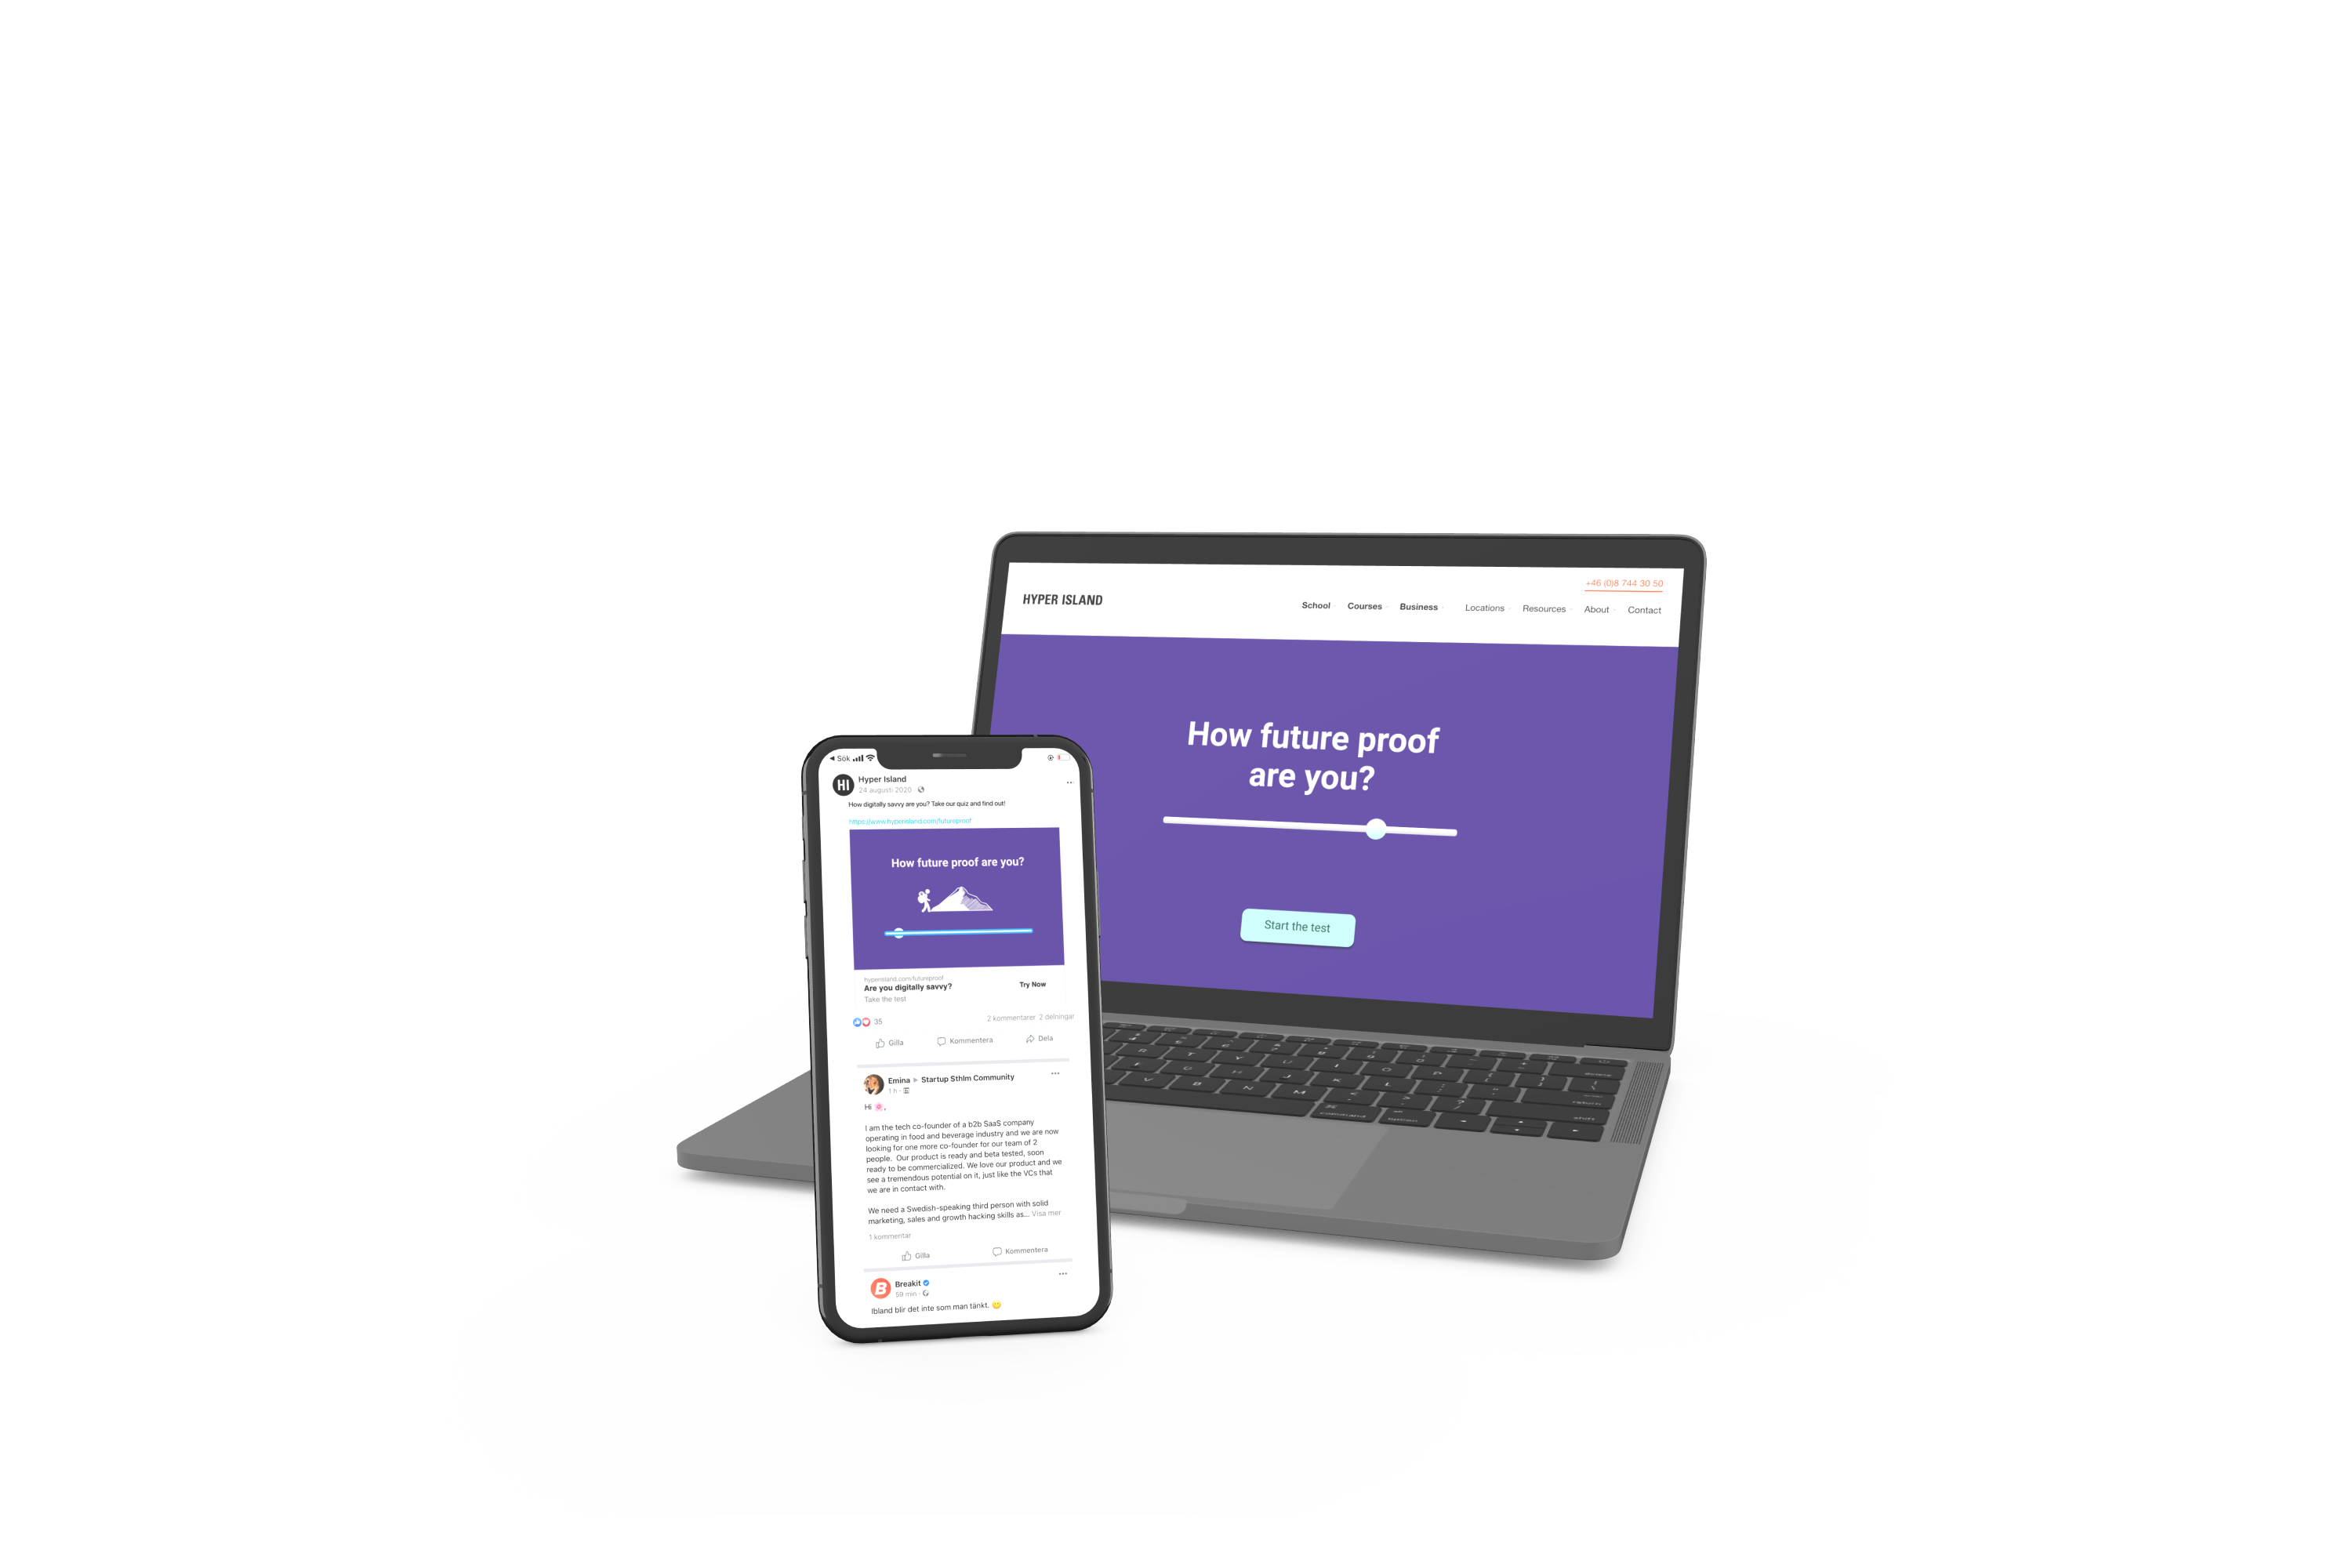 Sök
HI
Hyper Island
24 augusti 2020
How digitally savvy are you? Take our quiz and find out!
https://www.hyperisland.com/futureproof
How future proof are you?
hyperisland.com/futureproof
Are you digitally savvy?
Take the test
Try Now
35
2 kommentarer 2 delningar
Gilla
Kommentera
Dela
Emina ▶ Startup Sthlm Community
1 h
Hi 🌸,
I am the tech co-founder of a b2b SaaS company
operating in food and beverage industry and we are now
looking for one more co-founder for our team of 2
people. Our product is ready and beta tested, soon
ready to be commercialized. We love our product and we
see a tremendous potential on it, just like the VCs that
we are in contact with.
We need a Swedish-speaking third person with solid
marketing, sales and growth hacking skills as... Visa mer
1 kommentar
Gilla
Kommentera
B
Breakit
59 min
Ibland blir det inte som man tänkt. 😊
+46 (0)8 744 30 50
HYPER ISLAND
School Courses Business Locations Resources About Contact
How future proof
are you?
Start the test